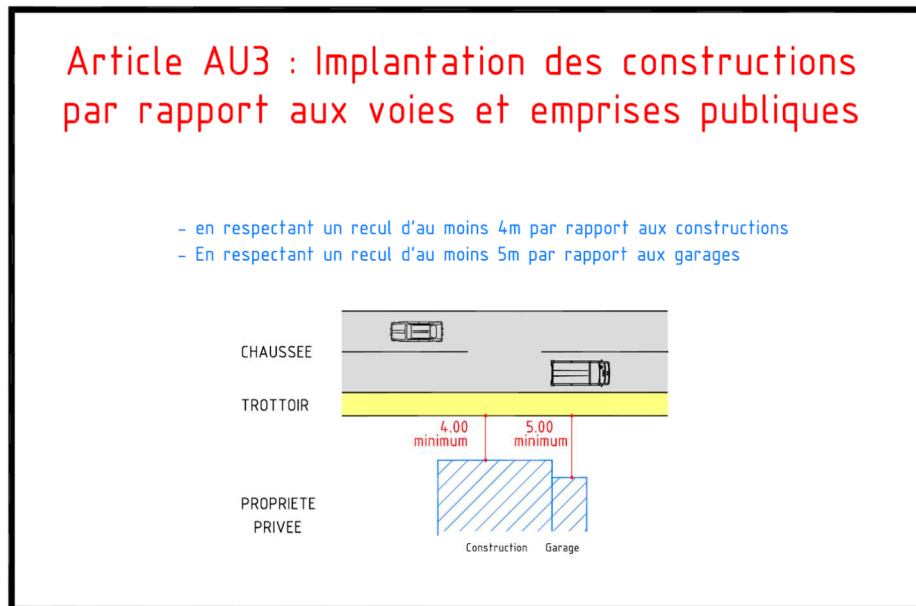 Article AU3 : Implantation des constructions
par rapport aux voies et emprises publiques
- en respectant un recul d'au moins 4m par rapport aux constructions
- En respectant un recul d'au moins 5m par rapport aux garages
CHAUSSEE
TROTTOIR
4.00
minimum
5.00
minimum
PROPRIETE
PRIVEE
Construction
Garage